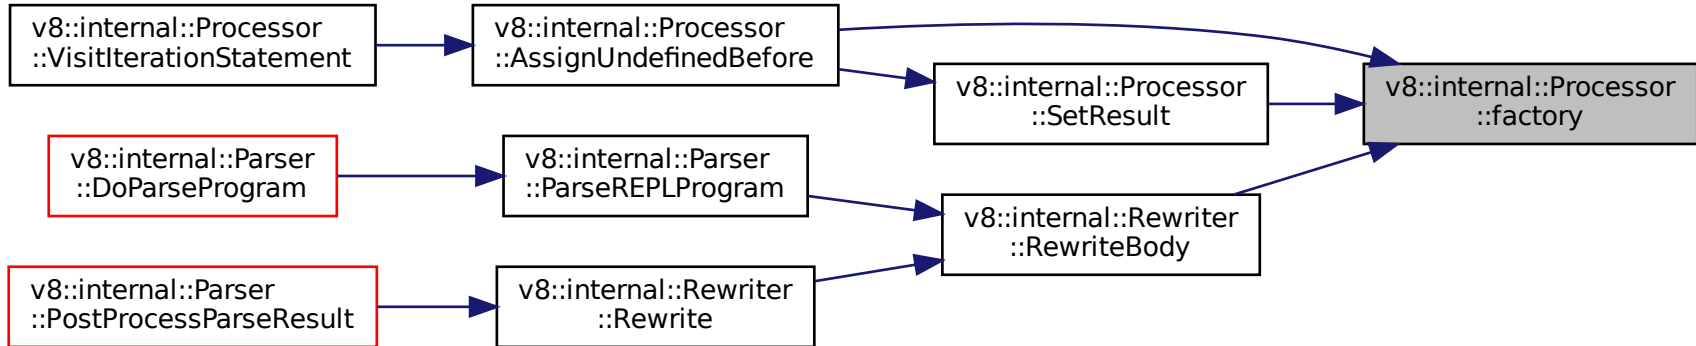 v8::internal::Processor
::VisitIterationStatement
v8::internal::Processor
::AssignUndefinedBefore
v8::internal::Processor
::SetResult
v8::internal::Processor
::factory
v8::internal::Parser
::DoParseProgram
v8::internal::Parser
::ParseREPLProgram
v8::internal::Rewriter
::RewriteBody
v8::internal::Parser
::PostProcessParseResult
v8::internal::Rewriter
::Rewrite